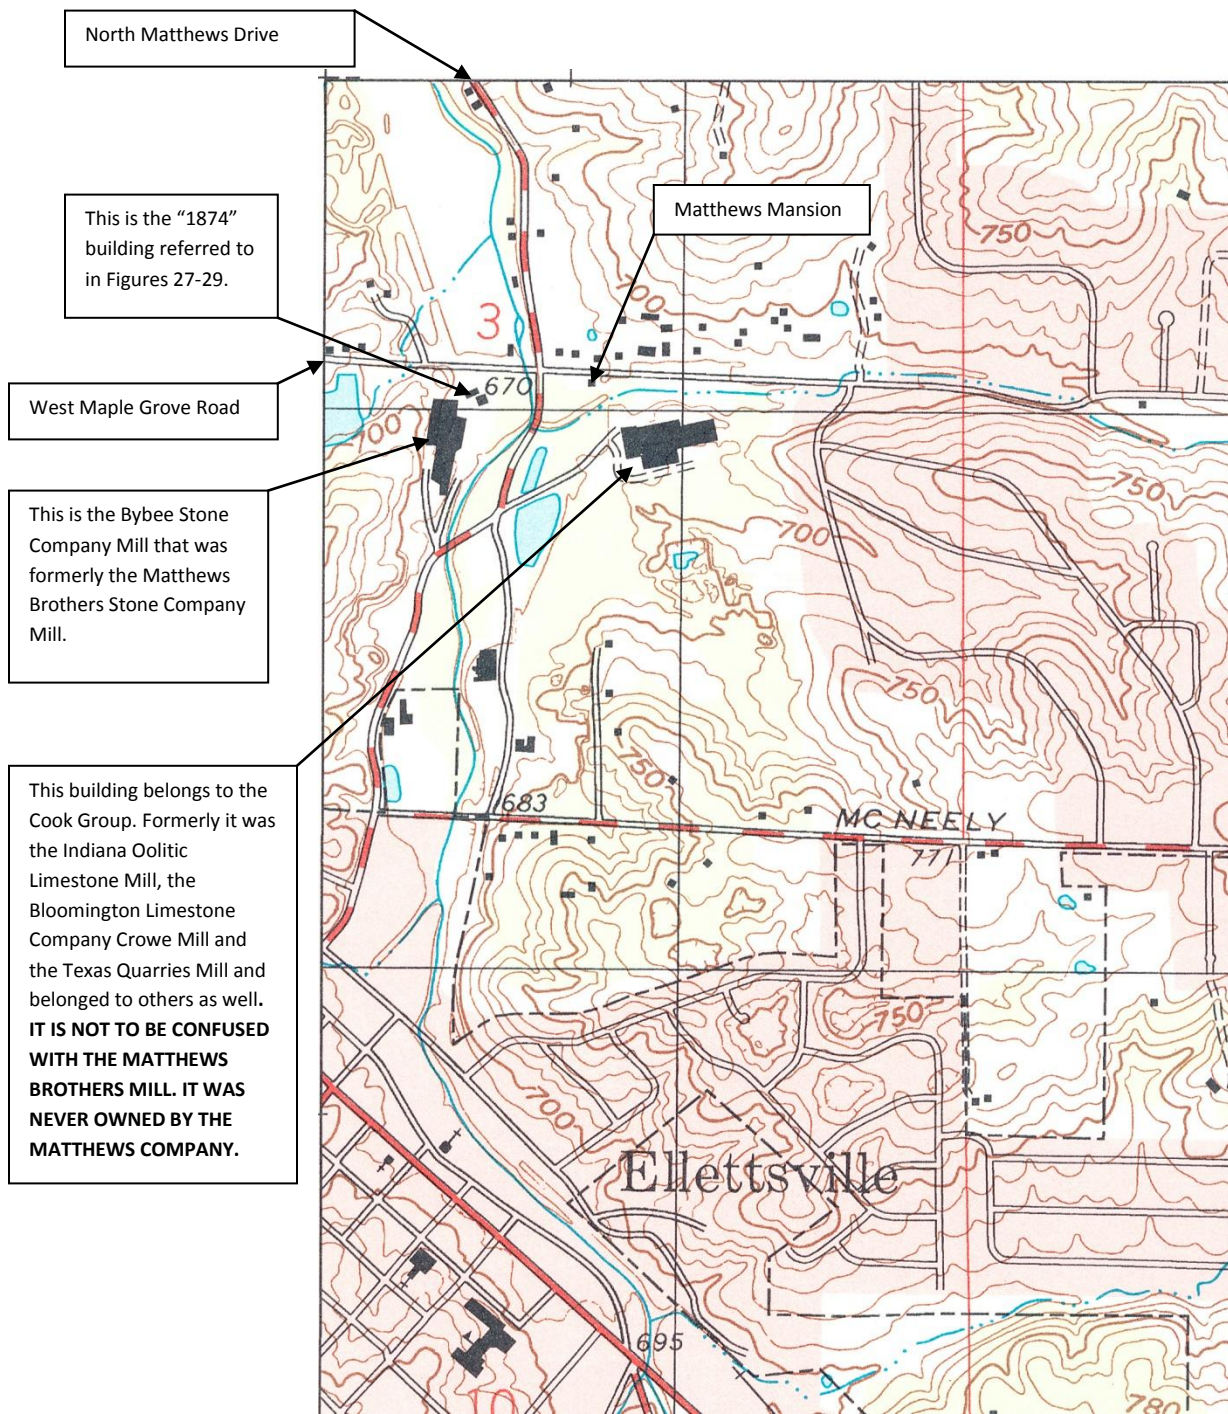 North Matthews Drive
This is the “1874”
building referred to
in Figures 27-29.
Matthews Mansion
West Maple Grove Road
This is the Bybee Stone
Company Mill that was
formerly the Matthews
Brothers Stone Company
Mill.
This building belongs to the
Cook Group. Formerly it was
the Indiana Oolitic
Limestone Mill, the
Bloomington Limestone
Company Crowe Mill and
the Texas Quarries Mill and
belonged to others as well.
IT IS NOT TO BE CONFUSED
WITH THE MATTHEWS
BROTHERS MILL. IT WAS
NEVER OWNED BY THE
MATTHEWS COMPANY.
750
700
3
670
700
750
700
750
750
683
MC NEELY
771
750
700
Ellettsville
695
10
780